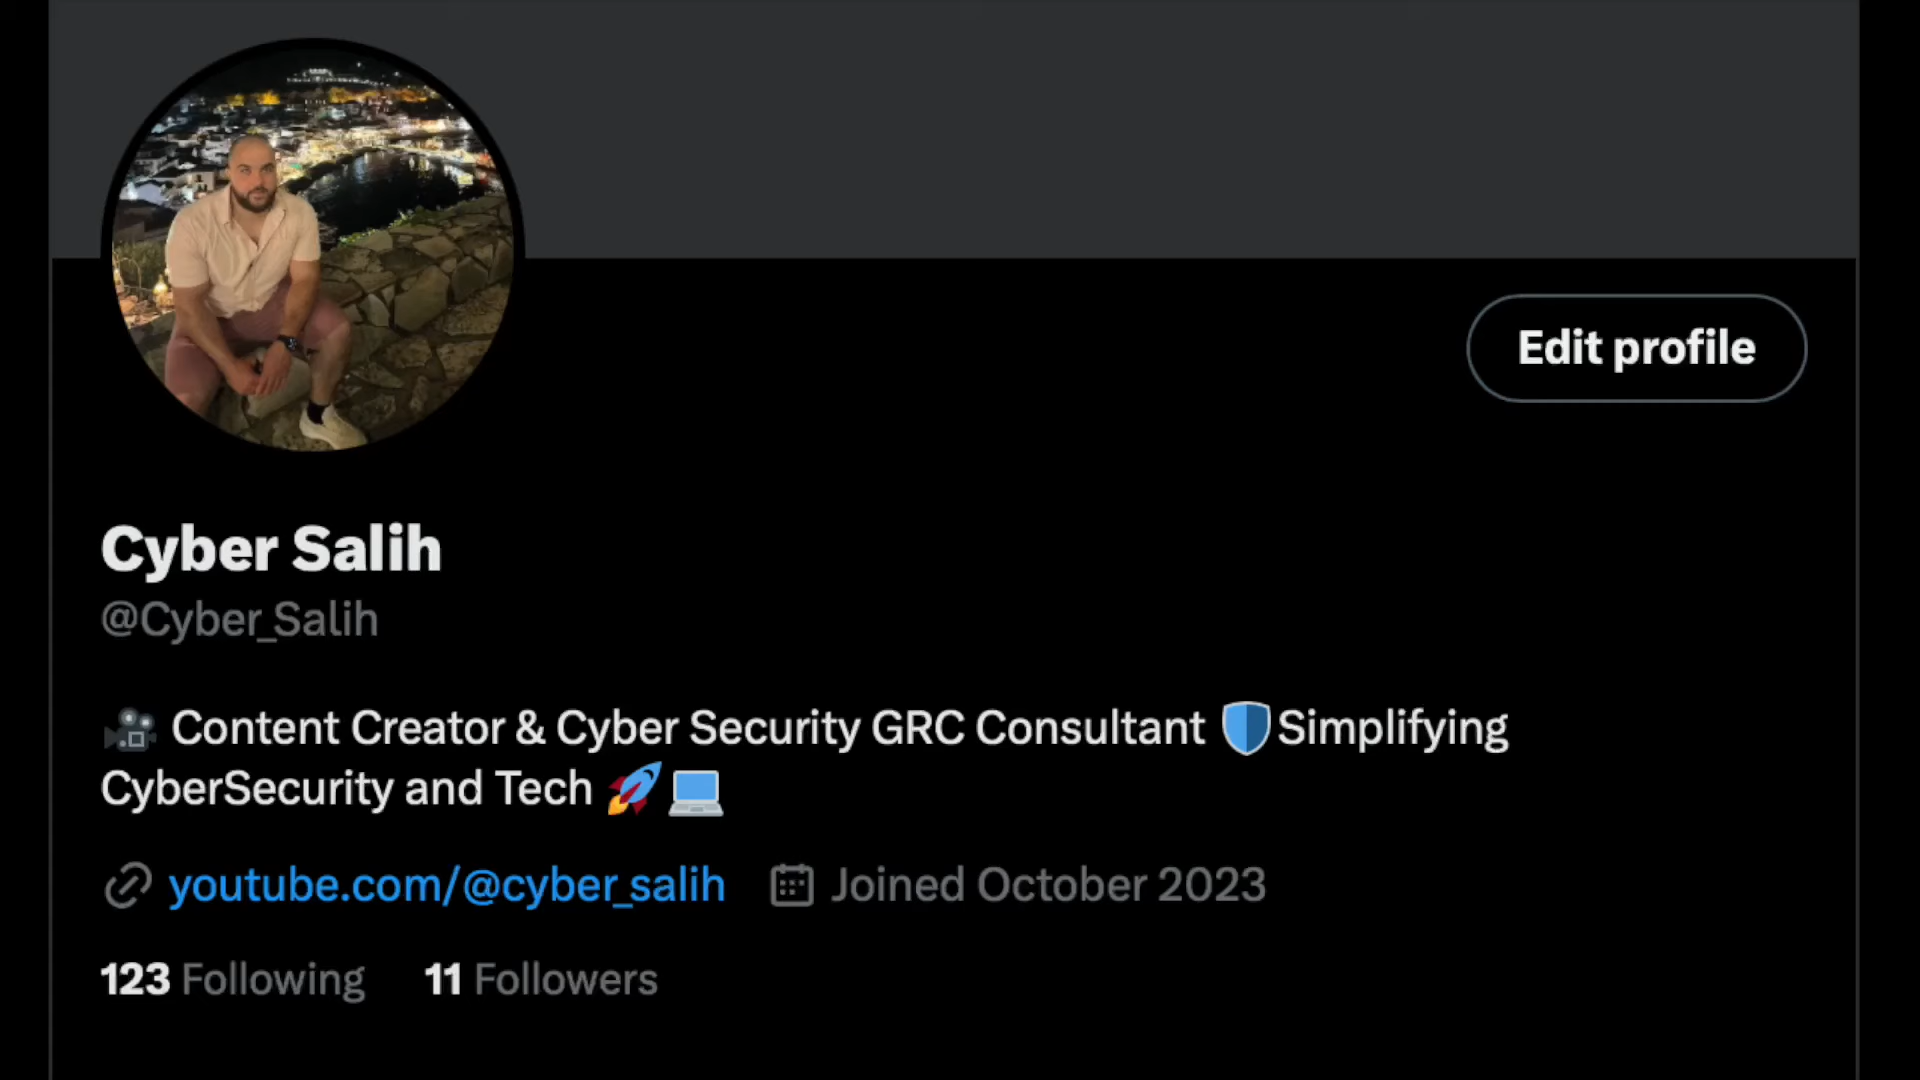 Edit profile
Cyber Salih
@Cyber_Salih
🎥 Content Creator & Cyber Security GRC Consultant 🛡️Simplifying
CyberSecurity and Tech 🚀💻
youtube.com/@cyber_salih Joined October 2023
123 Following 11 Followers